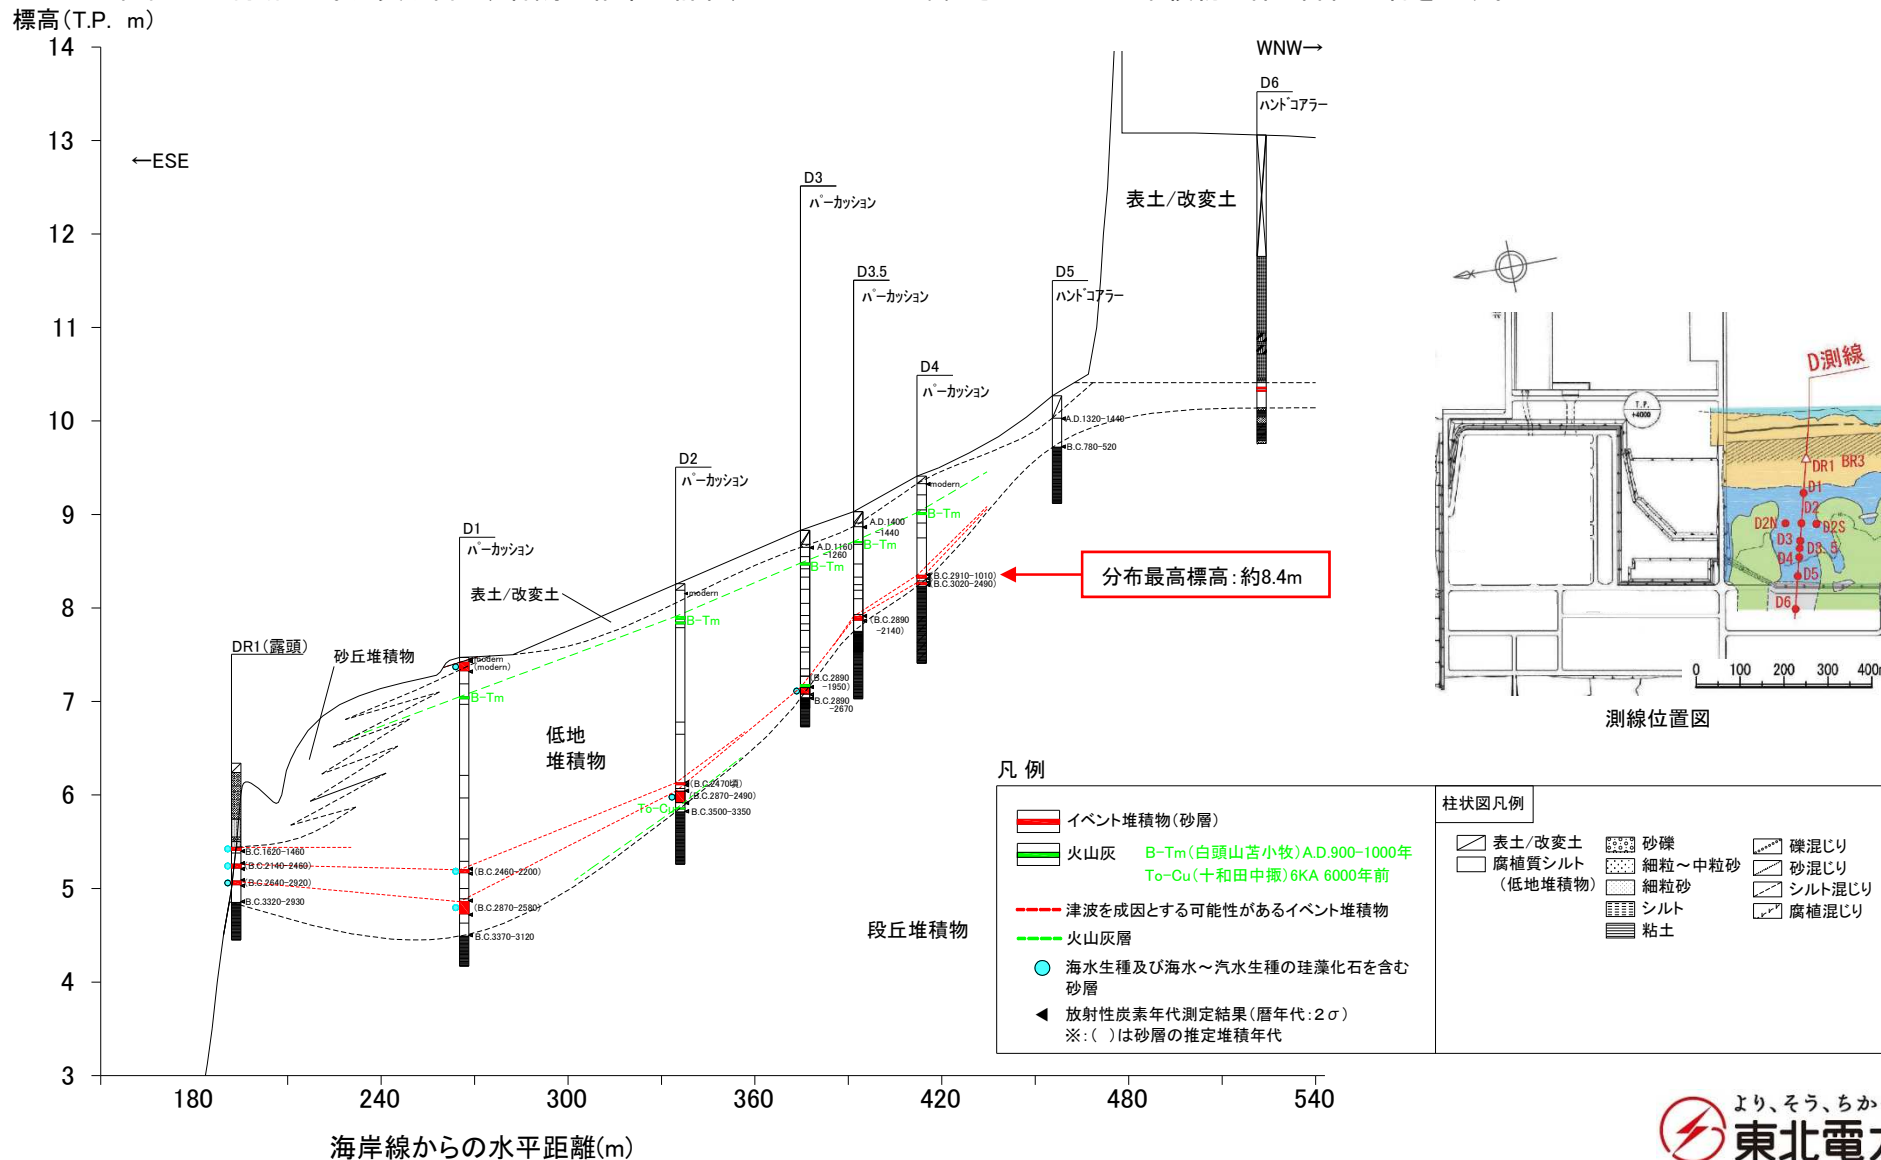 標高(T.P. m)
14
13
12
11
10
9
8
7
6
5
4
3
180
240
300
360
420
480
540
海岸線からの水平距離(m)
←ESE
WNW→
DR1(露頭)
B.C.1620-1460
(B.C.2140-2460)
(B.C.2640-2920)
B.C.3320-2930
砂丘堆積物
D1
パーカッション
modern
(modern)
B-Tm
(B.C.2460-2200)
(B.C.2870-2580)
B.C.3370-3120
表土/改変土
低地
堆積物
D2
パーカッション
modern
B-Tm
(B.C.2470頃)
(B.C.2870-2490)
To-Cu
B.C.3500-3350
D3
パーカッション
A.D.1160
-1260
B-Tm
(B.C.2890
-1950)
B.C.2890
-2670
D3.5
パーカッション
A.D.1400
-1440
B-Tm
(B.C.2890
-2140)
D4
パーカッション
modern
B-Tm
(B.C.2910-1010)
(B.C.3020-2490)
D5
ハンドコアラー
A.D.1320-1440
B.C.780-520
表土/改変土
D6
ハンドコアラー
分布最高標高:約8.4m
段丘堆積物
T.P.
+4000
D測線
DR1 BR3
D1
D2
D2N
D2S
D3
D3.5
D4
D5
D6
0 100 200 300 400m
測線位置図
凡 例
イベント堆積物(砂層)
火山灰
B-Tm(白頭山苫小牧)A.D.900-1000年
To-Cu(十和田中掫)6KA 6000年前
津波を成因とする可能性があるイベント堆積物
火山灰層
海水生種及び海水~汽水生種の珪藻化石を含む
砂層
放射性炭素年代測定結果(暦年代:2σ)
※:( )は砂層の推定堆積年代
柱状図凡例
表土/改変土
腐植質シルト
(低地堆積物)
砂礫
細粒~中粒砂
細粒砂
シルト
粘土
礫混じり
砂混じり
シルト混じり
腐植混じり
より、そう、ちか
東北電力